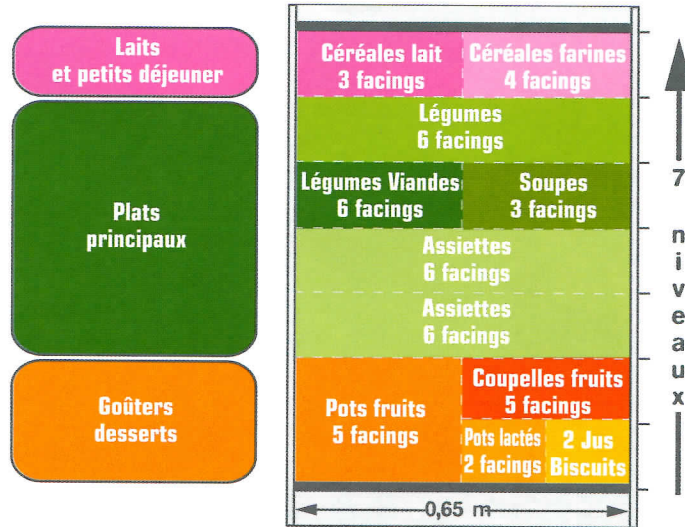 Laits
et petits déjeuner
Céréales lait
3 facings
Céréales farines
4 facings
Légumes
6 facings
Légumes Viandes
6 facings
Soupes
3 facings
Plats
principaux
Assiettes
6 facings
Assiettes
6 facings
Goûters
desserts
Pots fruits
5 facings
Coupelles fruits
5 facings
Pots lactés
2 facings
2 Jus
Biscuits
7 niveaux
0,65 m